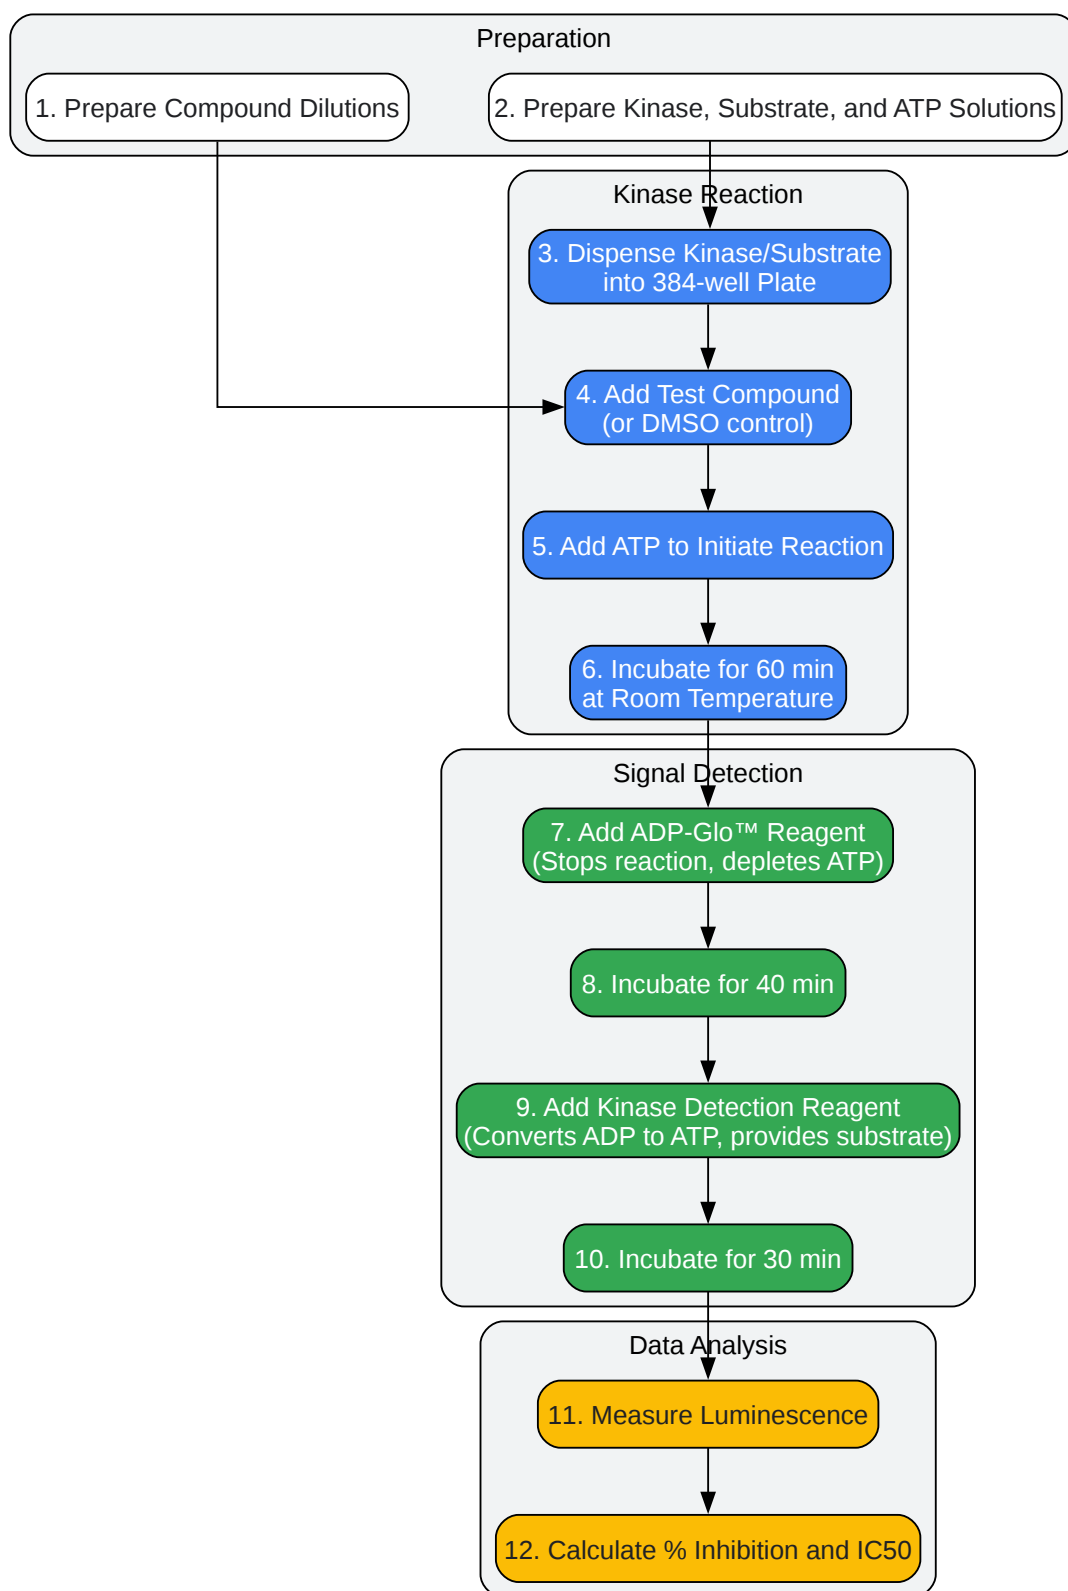 Preparation
1. Prepare Compound Dilutions
2. Prepare Kinase, Substrate, and ATP Solutions
Kinase Reaction
3. Dispense Kinase/Substrate
into 384-well Plate
4. Add Test Compound
(or DMSO control)
5. Add ATP to Initiate Reaction
6. Incubate for 60 min
at Room Temperature
Signal Detection
7. Add ADP-Glo™ Reagent
(Stops reaction, depletes ATP)
8. Incubate for 40 min
9. Add Kinase Detection Reagent
(Converts ADP to ATP, provides substrate)
10. Incubate for 30 min
Data Analysis
11. Measure Luminescence
12. Calculate % Inhibition and IC50